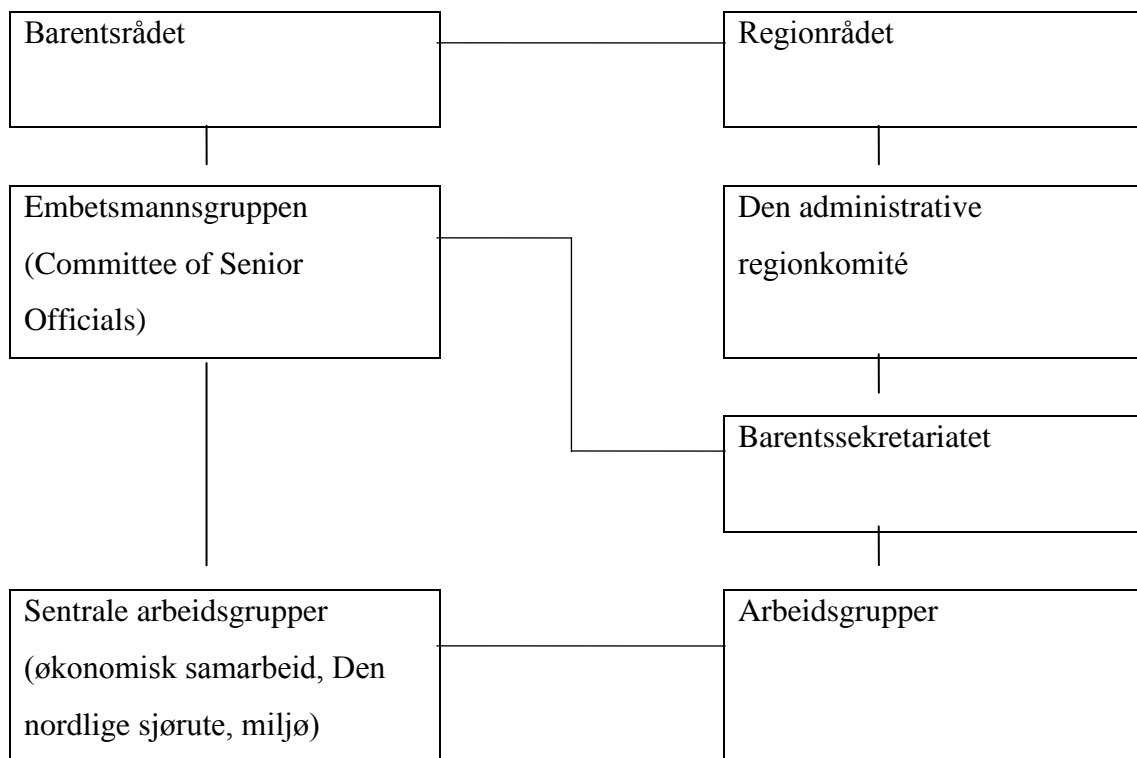 Barentsrådet
Regionrådet
Embetsmannsgruppen
(Committee of Senior
Officials)
Den administrative
regionkomité
Barentssekretariatet
Sentrale arbeidsgrupper
(økonomisk samarbeid, Den
nordlige sjørute, miljø)
Arbeidsgrupper